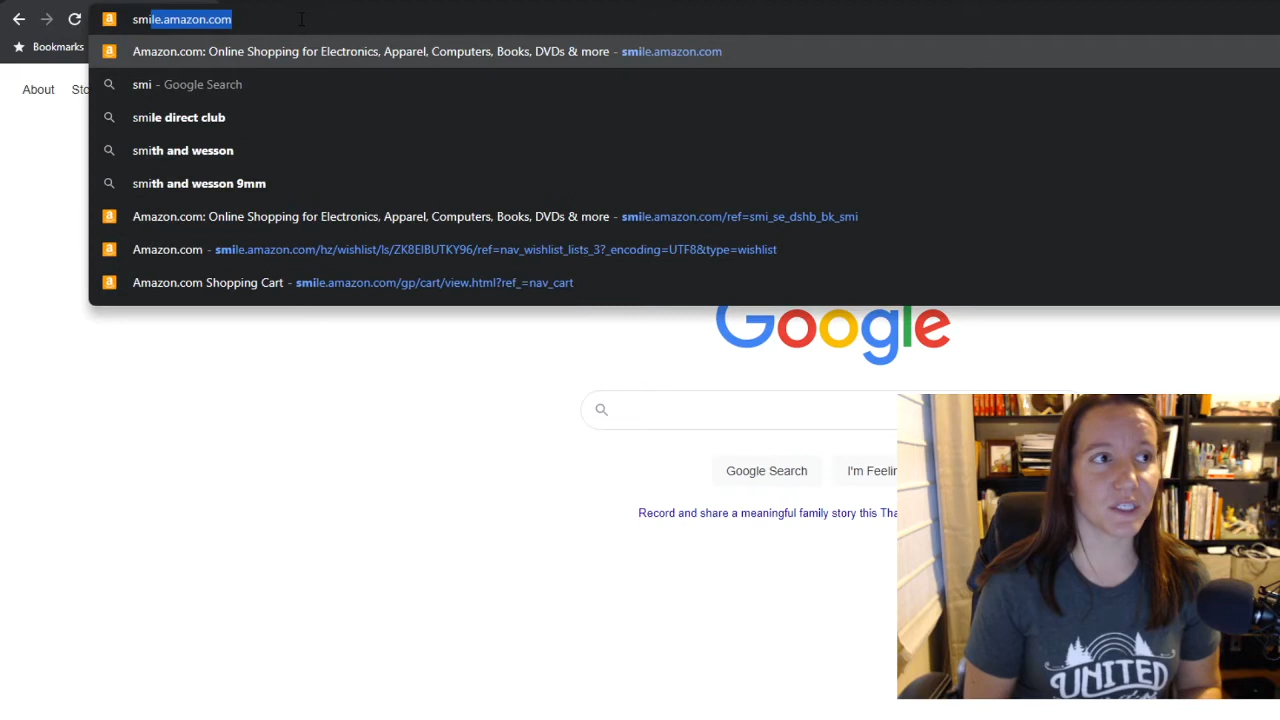 smile.amazon.com
Bookmarks
Amazon.com: Online Shopping for Electronics, Apparel, Computers, Books, DVDs & more - smile.amazon.com
About
smi - Google Search
smile direct club
smith and wesson
smith and wesson 9mm
Amazon.com: Online Shopping for Electronics, Apparel, Computers, Books, DVDs & more - smile.amazon.com/ref=smi_se_dshb_bk_smi
Amazon.com - smile.amazon.com/hz/wishlist/ls/ZK8EIBUTKY96/ref=nav_wishlist_lists_3?_encoding=UTF8&type=wishlist
Amazon.com Shopping Cart - smile.amazon.com/gp/cart/view.html?ref_=nav_cart
Google
Google Search
I'm Feelin
Record and share a meaningful family story this Tha
UNITED